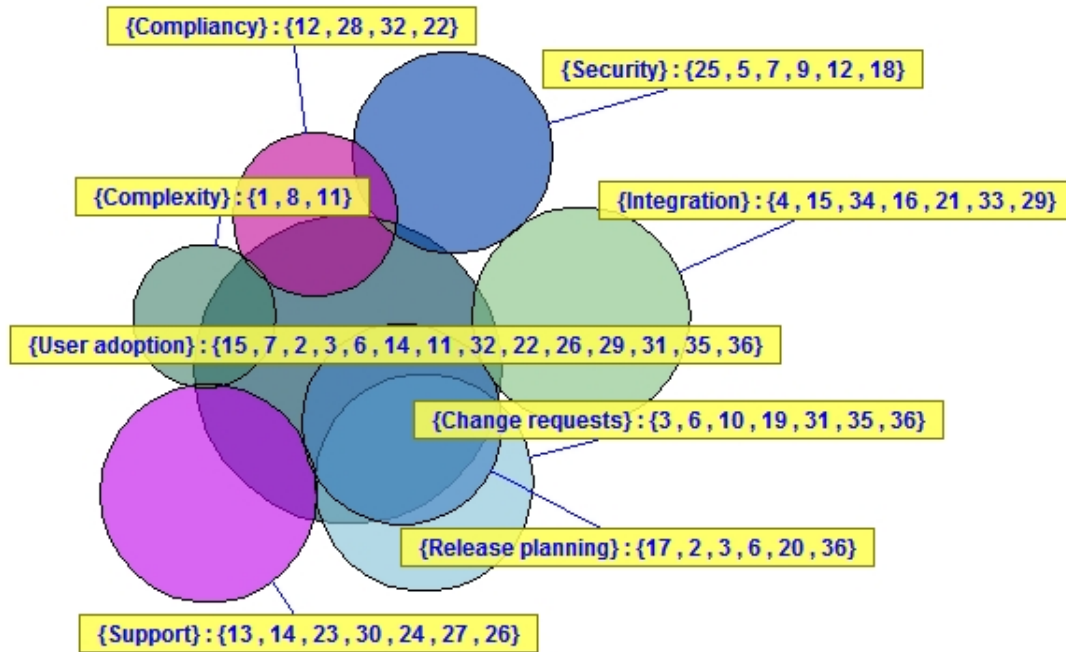 {Compliancy} : {12 , 28 , 32 , 22}
{Security} : {25 , 5 , 7 , 9 , 12 , 18}
{Complexity} : {1 , 8 , 11}
{Integration} : {4 , 15 , 34 , 16 , 21 , 33 , 29}
{User adoption} : {15 , 7 , 2 , 3 , 6 , 14 , 11 , 32 , 22 , 26 , 29 , 31 , 35 , 36}
{Change requests} : {3 , 6 , 10 , 19 , 31 , 35 , 36}
{Release planning} : {17 , 2 , 3 , 6 , 20 , 36}
{Support} : {13 , 14 , 23 , 30 , 24 , 27 , 26}